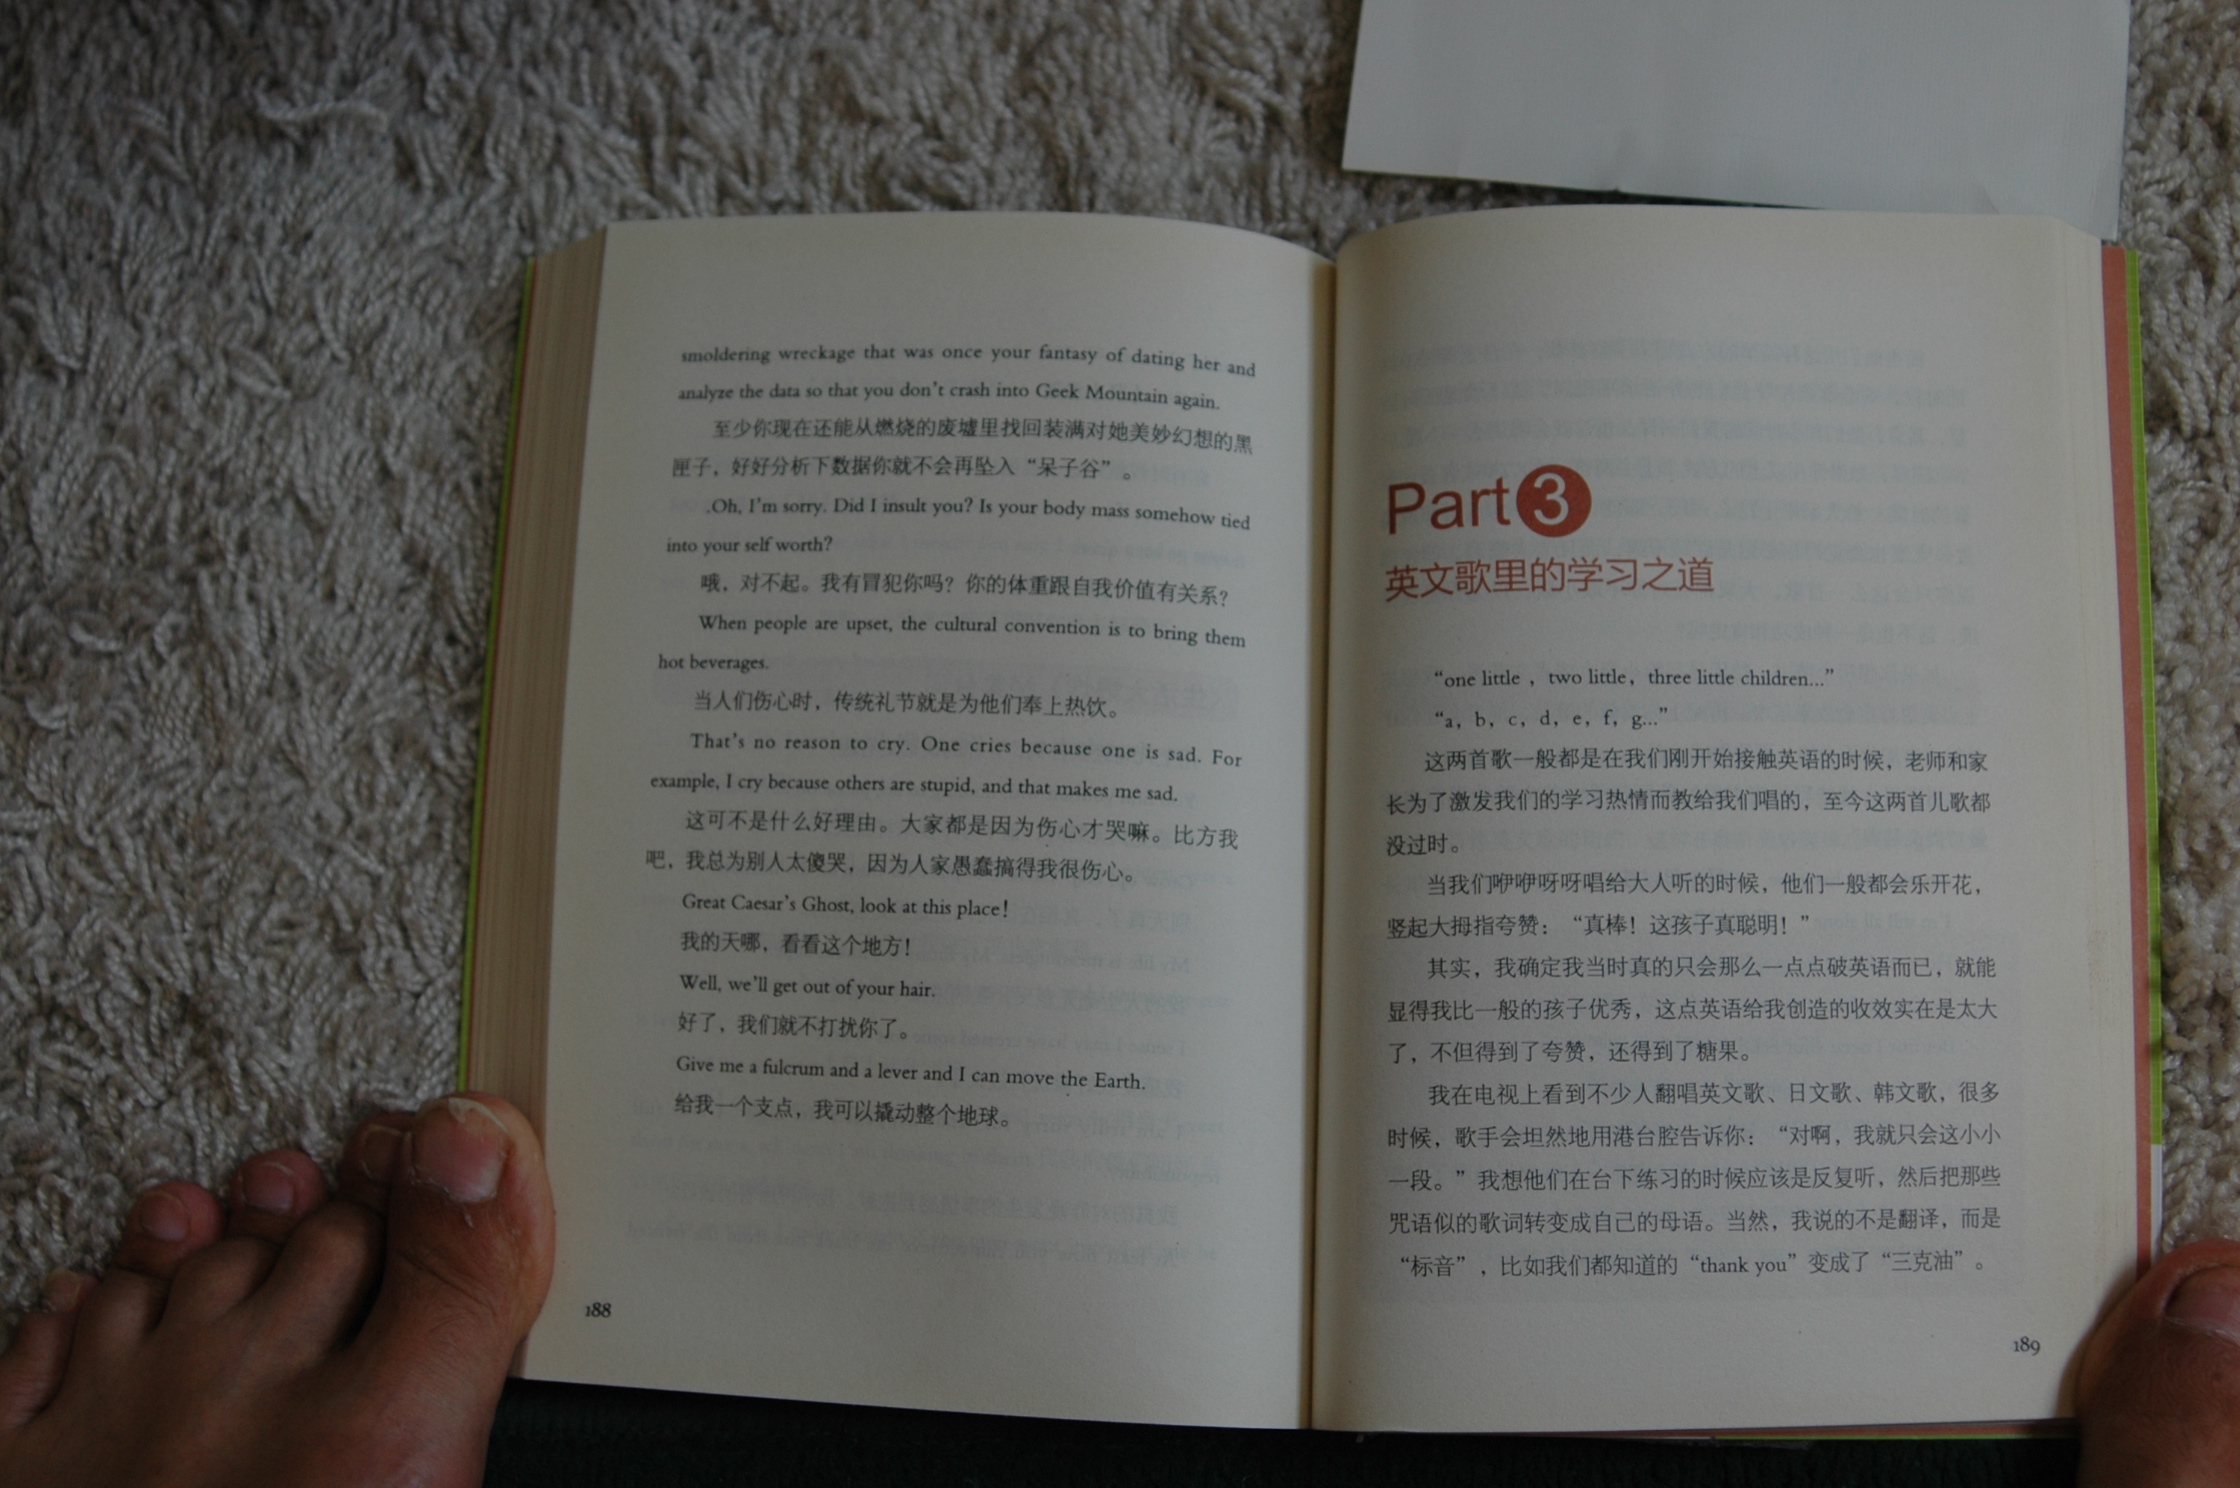 smoldering wreckage that was once your fantasy of dating her and
analyze the data so that you don't crash into Geek Mountain again.
至少你现在还能从燃烧的废墟里找回装满对她美妙幻想的黑
匣子，好好分析下数据你就不会再坠入“呆子谷”。
Oh, I'm sorry. Did I insult you? Is your body mass somehow tied
into your self worth?
哦，对不起。我有冒犯你吗？你的体重跟自我价值有关系？
When people are upset, the cultural convention is to bring them
hot beverages.
当人们伤心时，传统礼节就是为他们奉上热饮。
That's no reason to cry. One cries because one is sad. For
example, I cry because others are stupid, and that makes me sad.
这可不是什么好理由。大家都是因为伤心才哭嘛。比方我
吧，我总为别人太傻哭，因为人家愚蠢搞得我很伤心。
Great Caesar's Ghost, look at this place!
我的天哪，看看这个地方！
Well, we'll get out of your hair.
好了，我们就不打扰你了。
Give me a fulcrum and a lever and I can move the Earth.
给我一个支点，我可以撬动整个地球。
188
Part3
英文歌里的学习之道
“one little，two little，three little children...”
“a，b，c，d，e，f，g...”
这两首歌一般都是在我们刚开始接触英语的时候，老师和家
长为了激发我们的学习热情而教给我们唱的，至今这两首儿歌都
没过时。
当我们咿咿呀呀唱给大人听的时候，他们一般都会乐开花，
竖起大拇指夸赞：“真棒！这孩子真聪明！”
其实，我确定我当时真的只会那么一点点破英语而已，就能
显得我比一般的孩子优秀，这点英语给我创造的收效实在是太大
了，不但得到了夸赞，还得到了糖果。
我在电视上看到不少人翻唱英文歌、日文歌、韩文歌，很多
时候，歌手会坦然地用港台腔告诉你：“对啊，我就只会这小小
一段。”我想他们在台下练习的时候应该是反复听，然后把那些
咒语似的歌词转变成自己的母语。当然，我说的不是翻译，而是
“标音”，比如我们都知道的“thank you”变成了“三克油”。
189